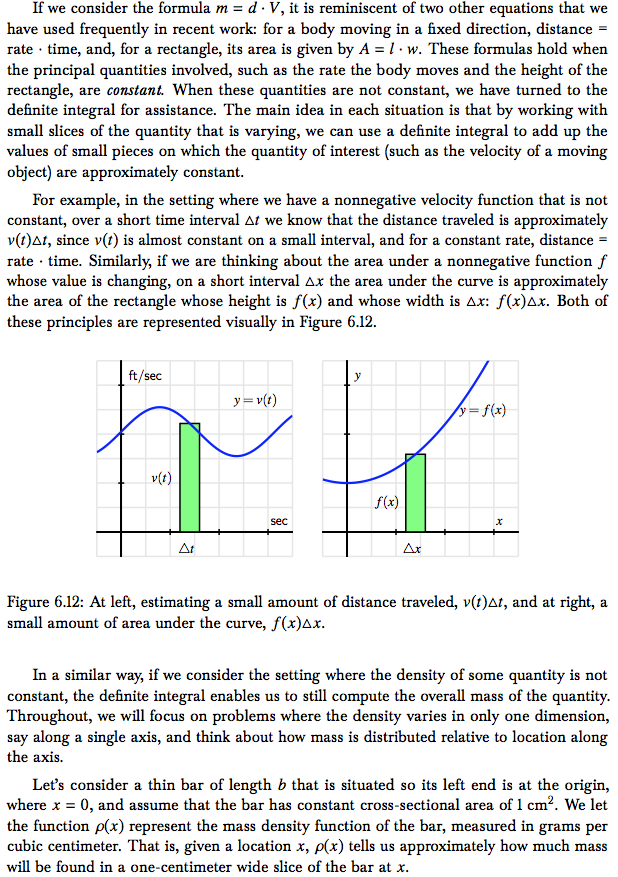 If we consider the formula m = d · V, it is reminiscent of two other equations that we
have used frequently in recent work: for a body moving in a fixed direction, distance =
rate · time, and, for a rectangle, its area is given by A = l · w. These formulas hold when
the principal quantities involved, such as the rate the body moves and the height of the
rectangle, are constant. When these quantities are not constant, we have turned to the
definite integral for assistance. The main idea in each situation is that by working with
small slices of the quantity that is varying, we can use a definite integral to add up the
values of small pieces on which the quantity of interest (such as the velocity of a moving
object) are approximately constant.
For example, in the setting where we have a nonnegative velocity function that is not
constant, over a short time interval Δt we know that the distance traveled is approximately
v(t)Δt, since v(t) is almost constant on a small interval, and for a constant rate, distance =
rate · time. Similarly, if we are thinking about the area under a nonnegative function f
whose value is changing, on a short interval Δx the area under the curve is approximately
the area of the rectangle whose height is f(x) and whose width is Δx: f(x)Δx. Both of
these principles are represented visually in Figure 6.12.
ft/sec
y = v(t)
v(t)
sec
Δt
y
y = f(x)
f(x)
x
Δx
Figure 6.12: At left, estimating a small amount of distance traveled, v(t)Δt, and at right, a
small amount of area under the curve, f(x)Δx.
In a similar way, if we consider the setting where the density of some quantity is not
constant, the definite integral enables us to still compute the overall mass of the quantity.
Throughout, we will focus on problems where the density varies in only one dimension,
say along a single axis, and think about how mass is distributed relative to location along
the axis.
Let's consider a thin bar of length b that is situated so its left end is at the origin,
where x = 0, and assume that the bar has constant cross-sectional area of 1 cm². We let
the function ρ(x) represent the mass density function of the bar, measured in grams per
cubic centimeter. That is, given a location x, ρ(x) tells us approximately how much mass
will be found in a one-centimeter wide slice of the bar at x.